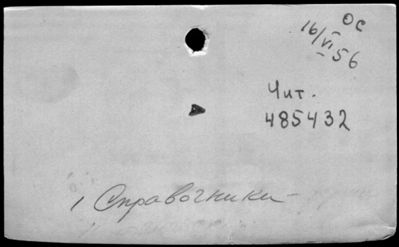 ОС
16/VI 56
Чит.
485432
1 Справочники